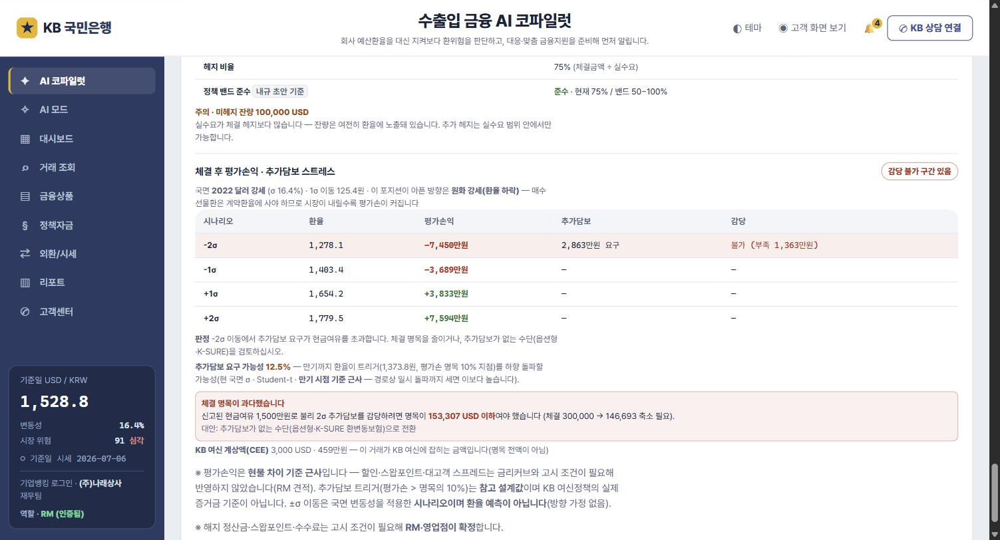 KB 국민은행
수출입 금융 AI 코파일럿
회사 예산환율을 대신 지켜보다 환위험을 판단하고, 대응·맞춤 금융지원을 준비해 먼저 알립니다.
테마
고객 화면 보기
4
KB 상담 연결
AI 코파일럿
AI 모드
대시보드
거래 조회
금융상품
정책자금
외환/시세
리포트
고객센터
기준일 USD / KRW
1,528.8
변동성 16.4%
시장 위험 91 심각
기준일 시세 2026-07-06
기업뱅킹 로그인 · (주)나래상사
재무팀
역할 · RM (인증됨)
헤지 비율 75% (체결금액 ÷ 실수요)
정책 밴드 준수 내규 초안 기준 준수 · 현재 75% / 밴드 50~100%
주의 · 미헤지 잔량 100,000 USD
실수요가 체결 헤지보다 많습니다 — 잔량은 여전히 환율에 노출돼 있습니다. 추가 헤지는 실수요 범위 안에서만
가능합니다.
체결 후 평가손익 · 추가담보 스트레스
감당 불가 구간 있음
국면 2022 달러 강세 (σ 16.4%) · 1σ 이동 125.4원 · 이 포지션이 아픈 방향은 원화 강세(환율 하락) — 매수
선물환은 계약환율에 사야 하므로 시장이 내릴수록 평가손이 커집니다
시나리오 환율 평가손익 추가담보 감당
-2σ 1,278.1 −7,450만원 2,863만원 요구 불가 (부족 1,363만원)
-1σ 1,403.4 −3,689만원 — —
+1σ 1,654.2 +3,833만원 — —
+2σ 1,779.5 +7,594만원 — —
판정 -2σ 이동에서 추가담보 요구가 현금여유를 초과합니다. 체결 명목을 줄이거나, 추가담보가 없는 수단(옵션형
·K-SURE)을 검토하십시오.
추가담보 요구 가능성 12.5% — 만기까지 환율이 트리거(1,373.8원, 평가손 명목 10% 지점)를 하향 돌파할
가능성(현 국면 σ · Student-t · 만기 시점 기준 근사 — 경로상 일시 돌파까지 세면 이보다 높습니다).
체결 명목이 과다했습니다
신고된 현금여유 1,500만원로 불리 2σ 추가담보를 감당하려면 명목이 153,307 USD 이하여야 했습니다 (체결 300,000 → 146,693 축소 필요).
대안: 추가담보가 없는 수단(옵션형·K-SURE 환변동보험)으로 전환
KB 여신 계상액(CEE) 3,000 USD · 459만원 — 이 거래가 KB 여신에 잡히는 금액입니다(명목 전액이 아님)
※ 평가손익은 현물 차이 기준 근사입니다 — 할인·스왑포인트·대고객 스프레드는 금리커브와 고시 조건이 필요해
반영하지 않았습니다(RM 견적). 추가담보 트리거(평가손 > 명목의 10%)는 참고 설계값이며 KB 여신정책의 실제
증거금 기준이 아닙니다. ±σ 이동은 국면 변동성을 적용한 시나리오이며 환율 예측이 아닙니다(방향 가정 없음).
※ 해지 정산금·스왑포인트·수수료는 고시 조건이 필요해 RM·영업점이 확정합니다.